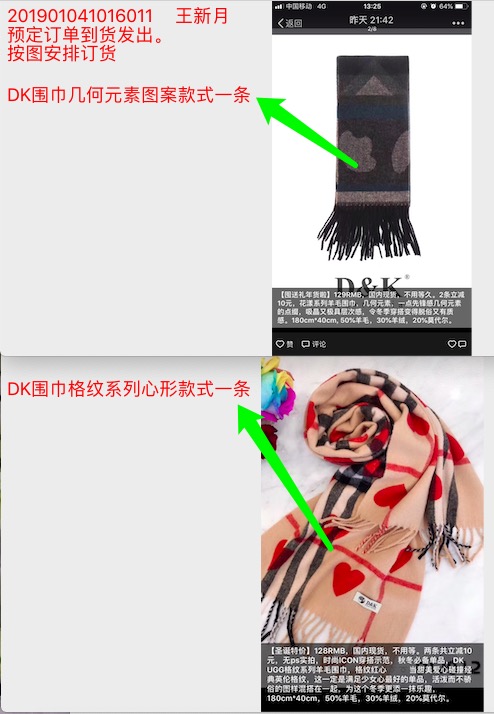 201901041016011 王新月
预定订单到货发出。
按图安排订货
DK围巾几何元素图案款式一条
中国移动 4G 13:25 64%
返回 昨天 21:42
2/8
D&K®
【囤送礼年货啦】129RMB,国内现货,不用等久。2条立减
10元,花漾系列羊毛围巾,几何元素,一点先锋感几何元素
的点缀,吸晶又极具层次感,令冬季穿搭变得脱俗又有质
感。180cm*40cm, 50%羊毛,30%羊绒,20%莫代尔。
赞 评论
DK围巾格纹系列心形款式一条
D&K
【圣诞特价】128RMB,国内现货,不用等。两条共立减10
元,无ps实拍,时尚ICON穿搭示范,秋冬必备单品,DK
UGG格纹系列羊毛围巾,格纹红心 当甜美爱心碰撞经
典英伦格纹,这一定是满足少女心最好的单品,活泼而不骄
俗的图样混搭在一起,为这个冬季更添一抹乐趣,
180cm*40cm, 50%羊毛,30%羊绒,20%莫代尔。